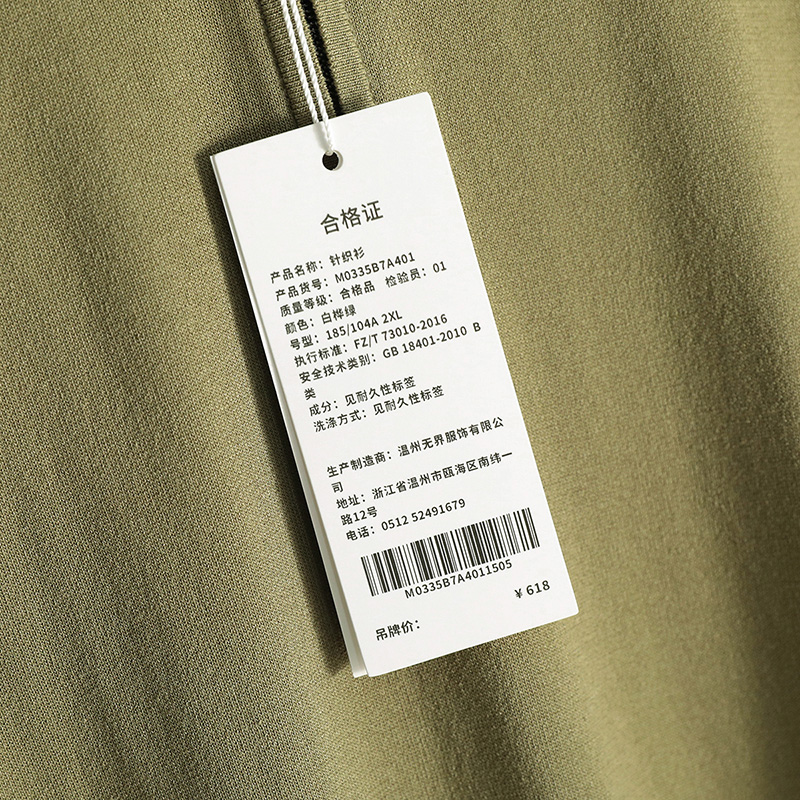 合格证
产品名称：针织衫
产品货号：M0335B7A401
质量等级：合格品 检验员：01
颜色：白桦绿
号型：185/104A 2XL
执行标准：FZ/T 73010-2016
安全技术类别：GB 18401-2010 B
类
成分：见耐久性标签
洗涤方式：见耐久性标签
生产制造商：温州无界服饰有限公
司
地址：浙江省温州市瓯海区南纬一
路12号
电话：0512 52491679
M0335B7A4011505
￥618
吊牌价：